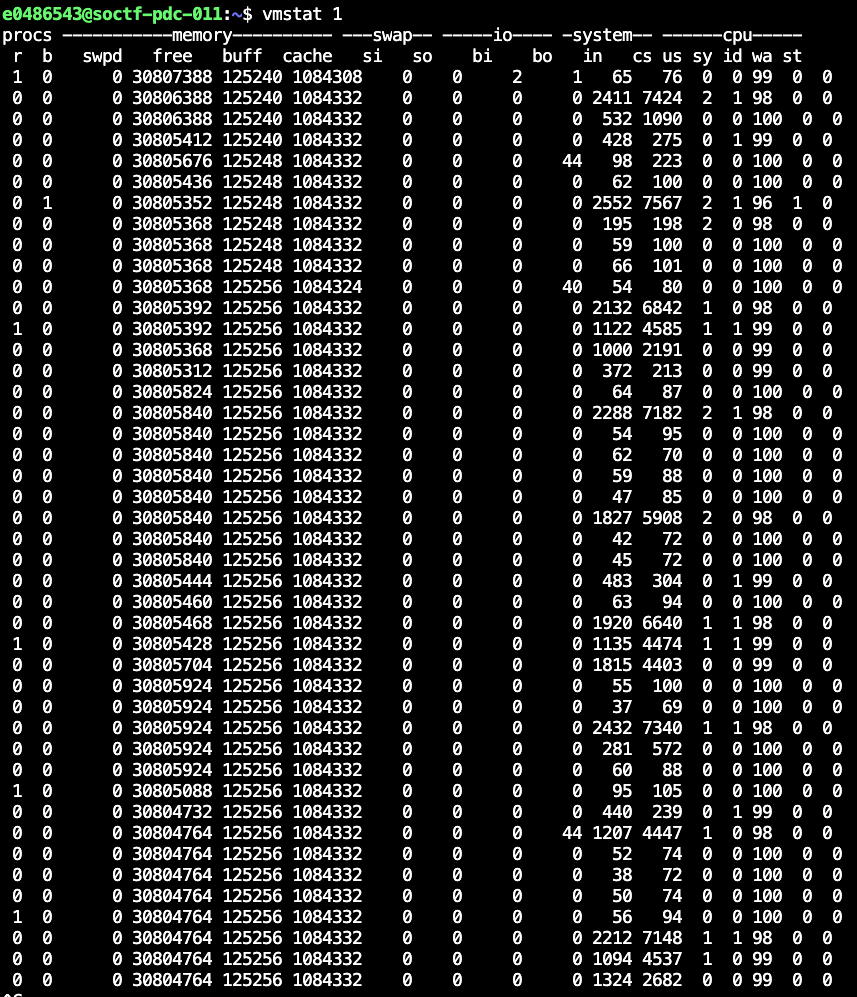 e0486543@soctf-pdc-011:~$ vmstat 1
procs -----------memory---------- ---swap-- -----io---- -system-- ------cpu-----
 r  b   swpd   free   buff  cache   si   so    bi    bo   in   cs us sy id wa st
 1  0      0 30807388 125240 1084308    0    0     2     1   65   76  0  0 99  0  0
 0  0      0 30806388 125240 1084332    0    0     0     0 2411 7424  2  1 98  0  0
 0  0      0 30806388 125240 1084332    0    0     0     0  532 1090  0  0 100  0  0
 0  0      0 30805412 125240 1084332    0    0     0     0  428  275  0  1 99  0  0
 0  0      0 30805676 125248 1084332    0    0     0    44   98  223  0  0 100  0  0
 0  0      0 30805436 125248 1084332    0    0     0     0   62  100  0  0 100  0  0
 0  1      0 30805352 125248 1084332    0    0     0     0 2552 7567  2  1 96  1  0
 0  0      0 30805368 125248 1084332    0    0     0     0  195  198  2  0 98  0  0
 0  0      0 30805368 125248 1084332    0    0     0     0   59  100  0  0 100  0  0
 0  0      0 30805368 125248 1084332    0    0     0     0   66  101  0  0 100  0  0
 0  0      0 30805368 125256 1084324    0    0     0    40   54   80  0  0 100  0  0
 0  0      0 30805392 125256 1084332    0    0     0     0 2132 6842  1  0 98  0  0
 1  0      0 30805392 125256 1084332    0    0     0     0 1122 4585  1  1 99  0  0
 0  0      0 30805368 125256 1084332    0    0     0     0 1000 2191  0  0 99  0  0
 0  0      0 30805312 125256 1084332    0    0     0     0  372  213  0  0 99  0  0
 0  0      0 30805824 125256 1084332    0    0     0     0   64   87  0  0 100  0  0
 0  0      0 30805840 125256 1084332    0    0     0     0 2288 7182  2  1 98  0  0
 0  0      0 30805840 125256 1084332    0    0     0     0   54   95  0  0 100  0  0
 0  0      0 30805840 125256 1084332    0    0     0     0   62   70  0  0 100  0  0
 0  0      0 30805840 125256 1084332    0    0     0     0   59   88  0  0 100  0  0
 0  0      0 30805840 125256 1084332    0    0     0     0   47   85  0  0 100  0  0
 0  0      0 30805840 125256 1084332    0    0     0     0 1827 5908  2  0 98  0  0
 0  0      0 30805840 125256 1084332    0    0     0     0   42   72  0  0 100  0  0
 0  0      0 30805840 125256 1084332    0    0     0     0   45   72  0  0 100  0  0
 0  0      0 30805444 125256 1084332    0    0     0     0  483  304  0  1 99  0  0
 0  0      0 30805460 125256 1084332    0    0     0     0   63   94  0  0 100  0  0
 0  0      0 30805468 125256 1084332    0    0     0     0 1920 6640  1  1 98  0  0
 1  0      0 30805428 125256 1084332    0    0     0     0 1135 4474  1  1 99  0  0
 0  0      0 30805704 125256 1084332    0    0     0     0 1815 4403  0  0 99  0  0
 0  0      0 30805924 125256 1084332    0    0     0     0   55  100  0  0 100  0  0
 0  0      0 30805924 125256 1084332    0    0     0     0   37   69  0  0 100  0  0
 0  0      0 30805924 125256 1084332    0    0     0     0 2432 7340  1  1 98  0  0
 0  0      0 30805924 125256 1084332    0    0     0     0  281  572  0  0 100  0  0
 0  0      0 30805924 125256 1084332    0    0     0     0   60   88  0  0 100  0  0
 1  0      0 30805088 125256 1084332    0    0     0     0   95  105  0  0 100  0  0
 0  0      0 30804732 125256 1084332    0    0     0     0  440  239  0  1 99  0  0
 0  0      0 30804764 125256 1084332    0    0     0    44 1207 4447  1  0 98  0  0
 0  0      0 30804764 125256 1084332    0    0     0     0   52   74  0  0 100  0  0
 0  0      0 30804764 125256 1084332    0    0     0     0   38   72  0  0 100  0  0
 0  0      0 30804764 125256 1084332    0    0     0     0   50   74  0  0 100  0  0
 1  0      0 30804764 125256 1084332    0    0     0     0   56   94  0  0 100  0  0
 0  0      0 30804764 125256 1084332    0    0     0     0 2212 7148  1  1 98  0  0
 0  0      0 30804764 125256 1084332    0    0     0     0 1094 4537  1  0 99  0  0
 0  0      0 30804764 125256 1084332    0    0     0     0 1324 2682  0  0 99  0  0